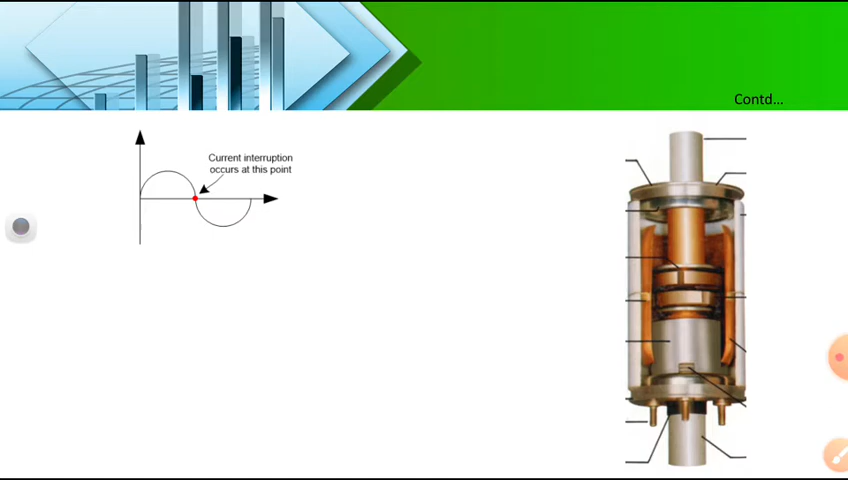 Contd...
Current interruption
occurs at this point